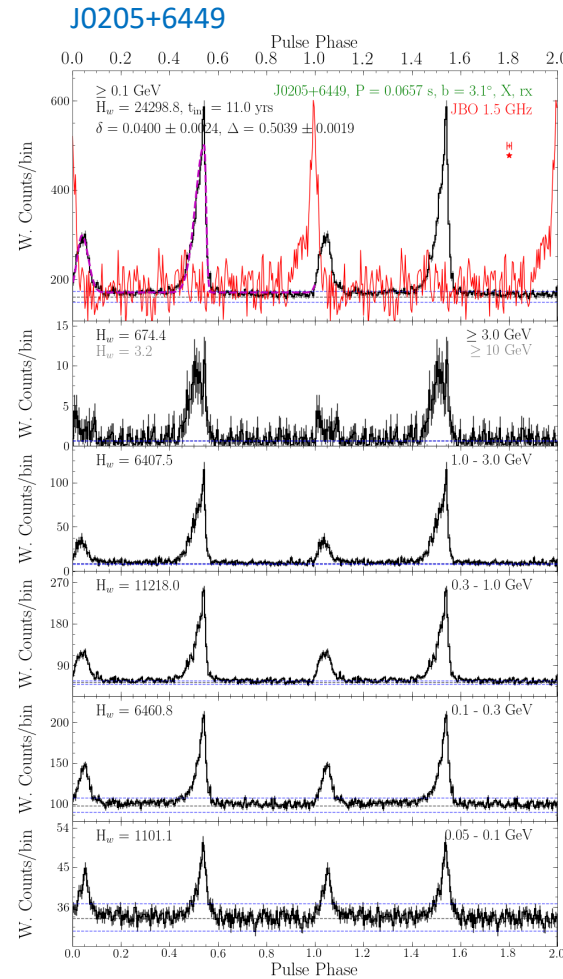 J0205+6449
Pulse Phase
0.0 0.2 0.4 0.6 0.8 1.0 1.2 1.4 1.6 1.8 2.0
≥ 0.1 GeV
J0205+6449, P = 0.0657 s, b = 3.1°, X, rx
H_w = 24298.8, t_int = 11.0 yrs
JBO 1.5 GHz
δ = 0.0400 ± 0.0024, Δ = 0.5039 ± 0.0019
W. Counts/bin
600
400
200
H_w = 674.4
≥ 3.0 GeV
H_w = 3.2
≥ 10 GeV
W. Counts/bin
15
10
5
0
H_w = 6407.5
1.0 - 3.0 GeV
W. Counts/bin
100
50
0
H_w = 11218.0
0.3 - 1.0 GeV
W. Counts/bin
270
180
90
H_w = 6460.8
0.1 - 0.3 GeV
W. Counts/bin
200
150
100
H_w = 1101.1
0.05 - 0.1 GeV
W. Counts/bin
54
45
36
0.0 0.2 0.4 0.6 0.8 1.0 1.2 1.4 1.6 1.8 2.0
Pulse Phase